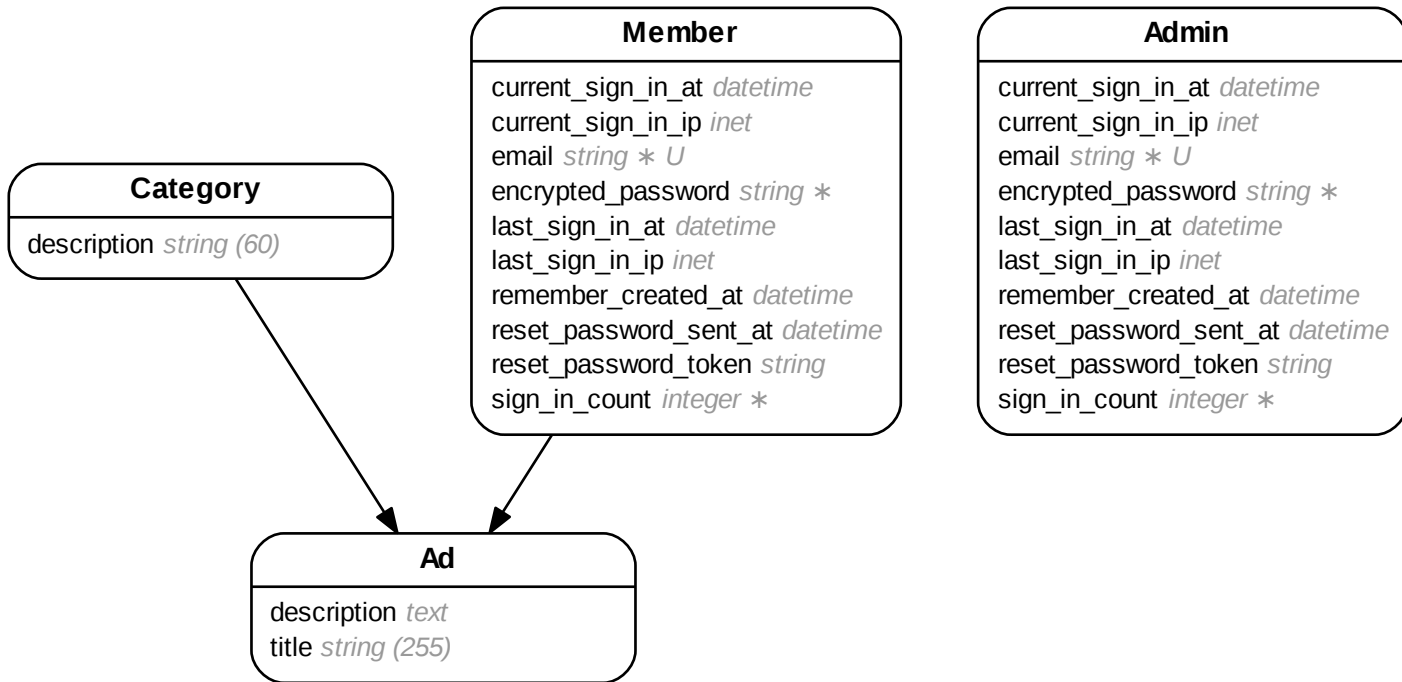 Member
current_sign_in_at datetime
current_sign_in_ip inet
email string ∗ U
encrypted_password string ∗
last_sign_in_at datetime
last_sign_in_ip inet
remember_created_at datetime
reset_password_sent_at datetime
reset_password_token string
sign_in_count integer ∗
Admin
current_sign_in_at datetime
current_sign_in_ip inet
email string ∗ U
encrypted_password string ∗
last_sign_in_at datetime
last_sign_in_ip inet
remember_created_at datetime
reset_password_sent_at datetime
reset_password_token string
sign_in_count integer ∗
Category
description string (60)
Ad
description text
title string (255)